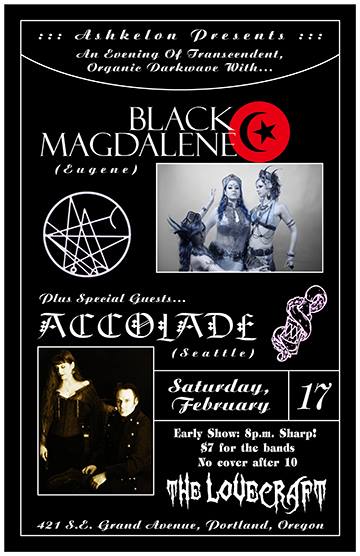 ::: Ashkelon Presents :::
An Evening Of Transcendent,
Organic Darkwave With...
BLACK
MAGDALENE
(Eugene)
Plus Special Guests...
ACCOLADE
(Seattle)
Saturday,
February
17
Early Show: 8p.m. Sharp!
$7 for the bands
No cover after 10
THE LOVECRAFT
421 S.E. Grand Avenue, Portland, Oregon